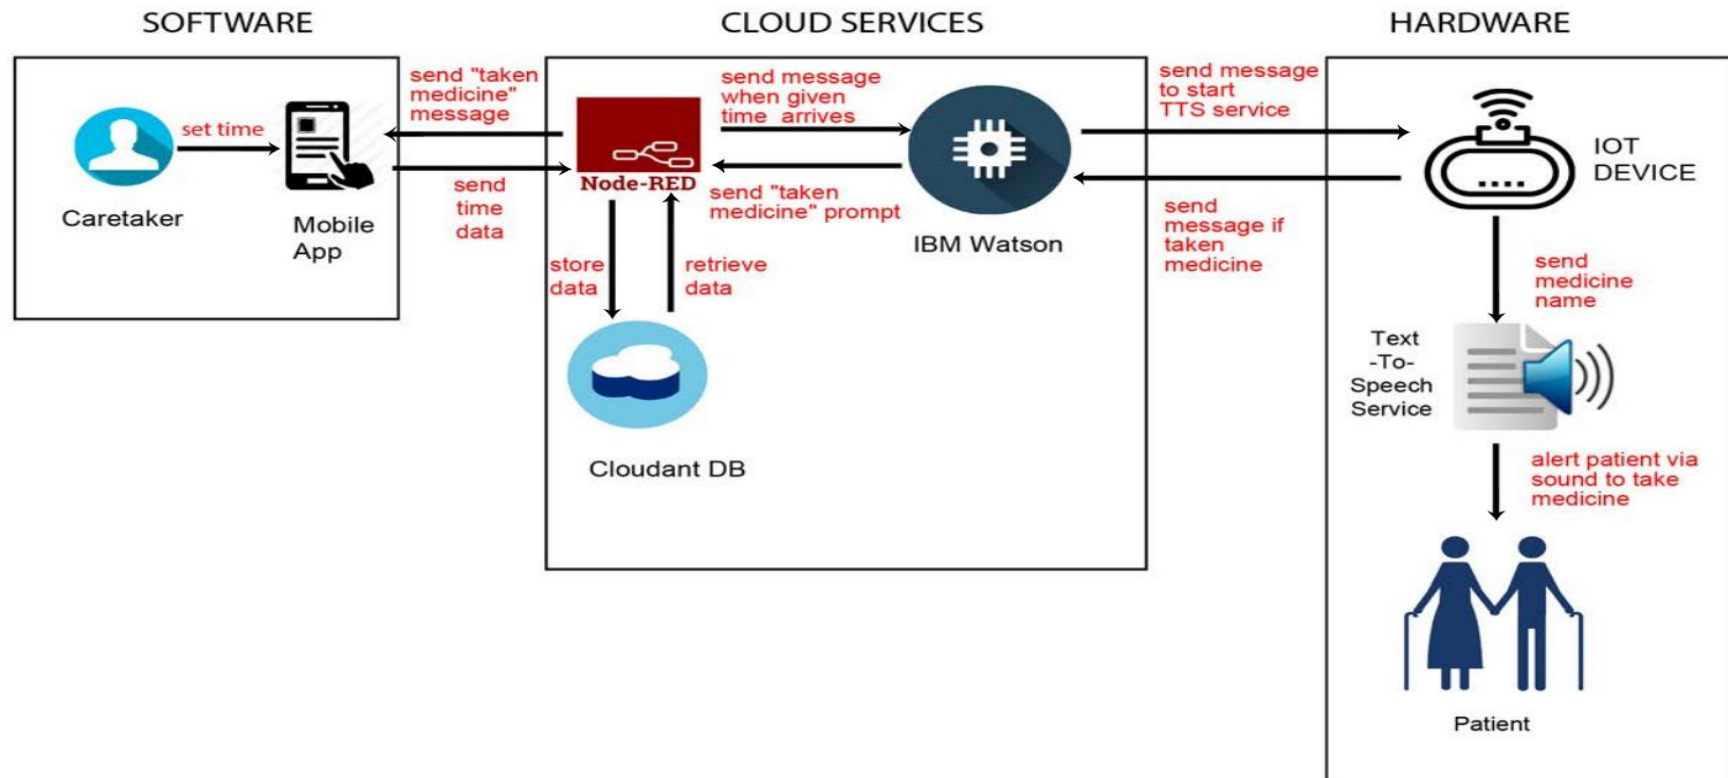 SOFTWARE
CLOUD SERVICES
HARDWARE
send "taken
medicine"
message
set time
Caretaker
Mobile
App
send
time
data
Node-RED
send message
when given
time arrives
send "taken
medicine" prompt
IBM Watson
store
data
retrieve
data
Cloudant DB
send message
to start
TTS service
send
message if
taken
medicine
IOT
DEVICE
send
medicine
name
Text
-To-
Speech
Service
alert patient via
sound to take
medicine
Patient